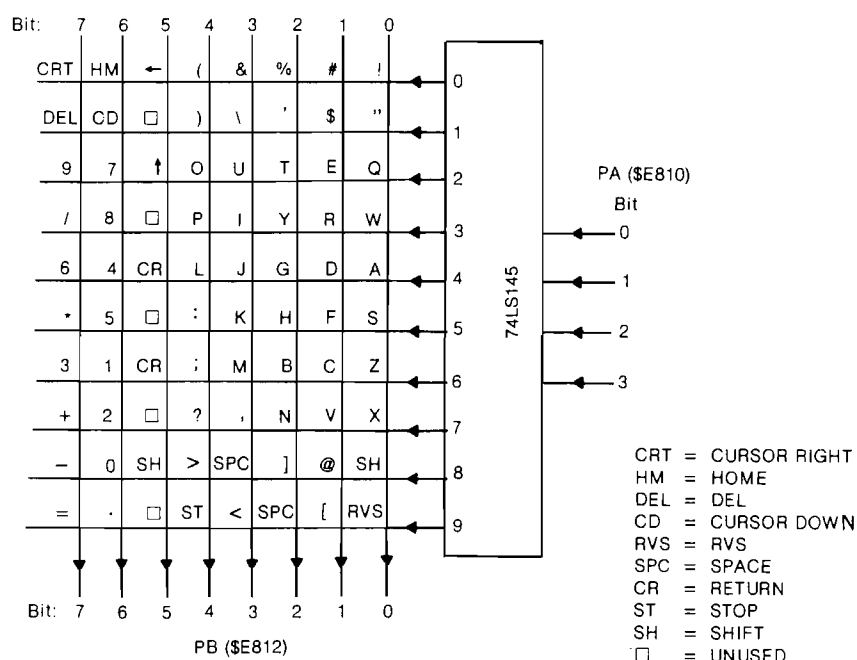 Bit: 7 6 5 4 3 2 1 0
CRT HM ← ( & % # ! 0
DEL CD □ ) \ ' $ " 1
9 7 ↑ O U T E Q 2
/ 8 □ P I Y R W 3
6 4 CR L J G D A 4
* 5 □ : K H F S 5
3 1 CR ; M B C Z 6
+ 2 □ ? , N V X 7
- 0 SH > SPC ] @ SH 8
= . □ ST < SPC [ RVS 9
Bit: 7 6 5 4 3 2 1 0
PB ($E812)
74LS145
PA ($E810)
Bit
0
1
2
3
CRT = CURSOR RIGHT
HM = HOME
DEL = DEL
CD = CURSOR DOWN
RVS = RVS
SPC = SPACE
CR = RETURN
ST = STOP
SH = SHIFT
□ = UNUSED